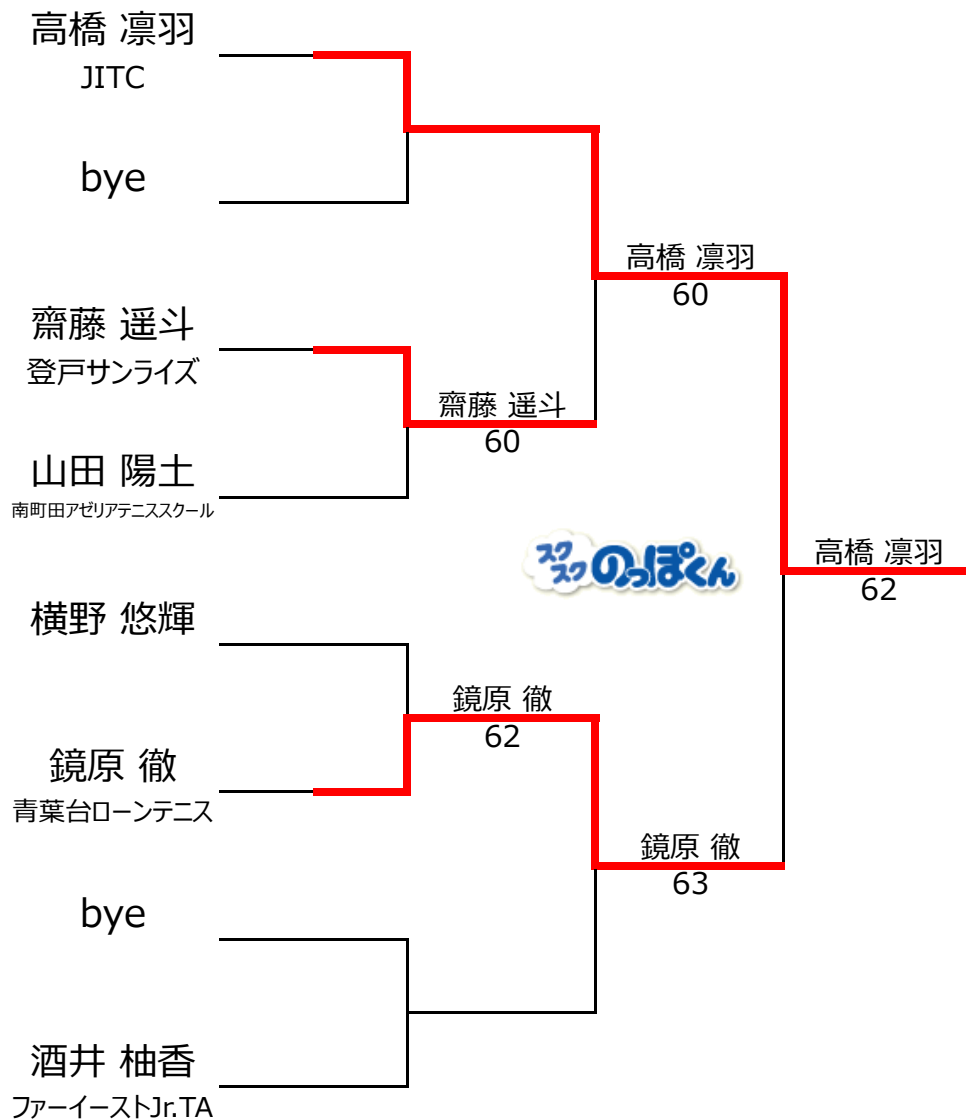 高橋 凛羽
JITC
bye
高橋 凛羽
60
齋藤 遥斗
登戸サンライズ
齋藤 遥斗
60
山田 陽土
南町田アゼリアテニススクール
スクスクのっぽくん
高橋 凛羽
62
横野 悠輝
鏡原 徹
62
鏡原 徹
青葉台ローンテニス
鏡原 徹
63
bye
酒井 柚香
ファーイーストJr.TA